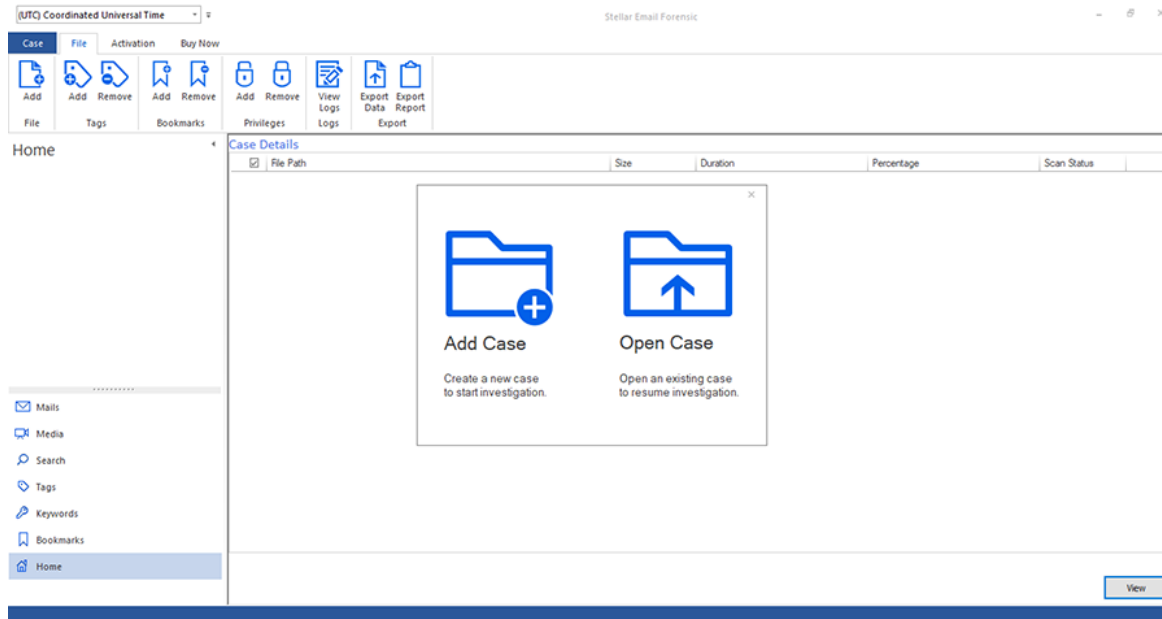 (UTC) Coordinated Universal Time
Stellar Email Forensic
Case File Activation Buy Now
Add Add Remove Add Remove Add Remove View Export Export
Logs Data Report
File Tags Bookmarks Privileges Logs Export
Home
Case Details
File Path Size Duration Percentage Scan Status
Add Case Open Case
Create a new case Open an existing case
to start investigation. to resume investigation.
Mails
Media
Search
Tags
Keywords
Bookmarks
Home
View